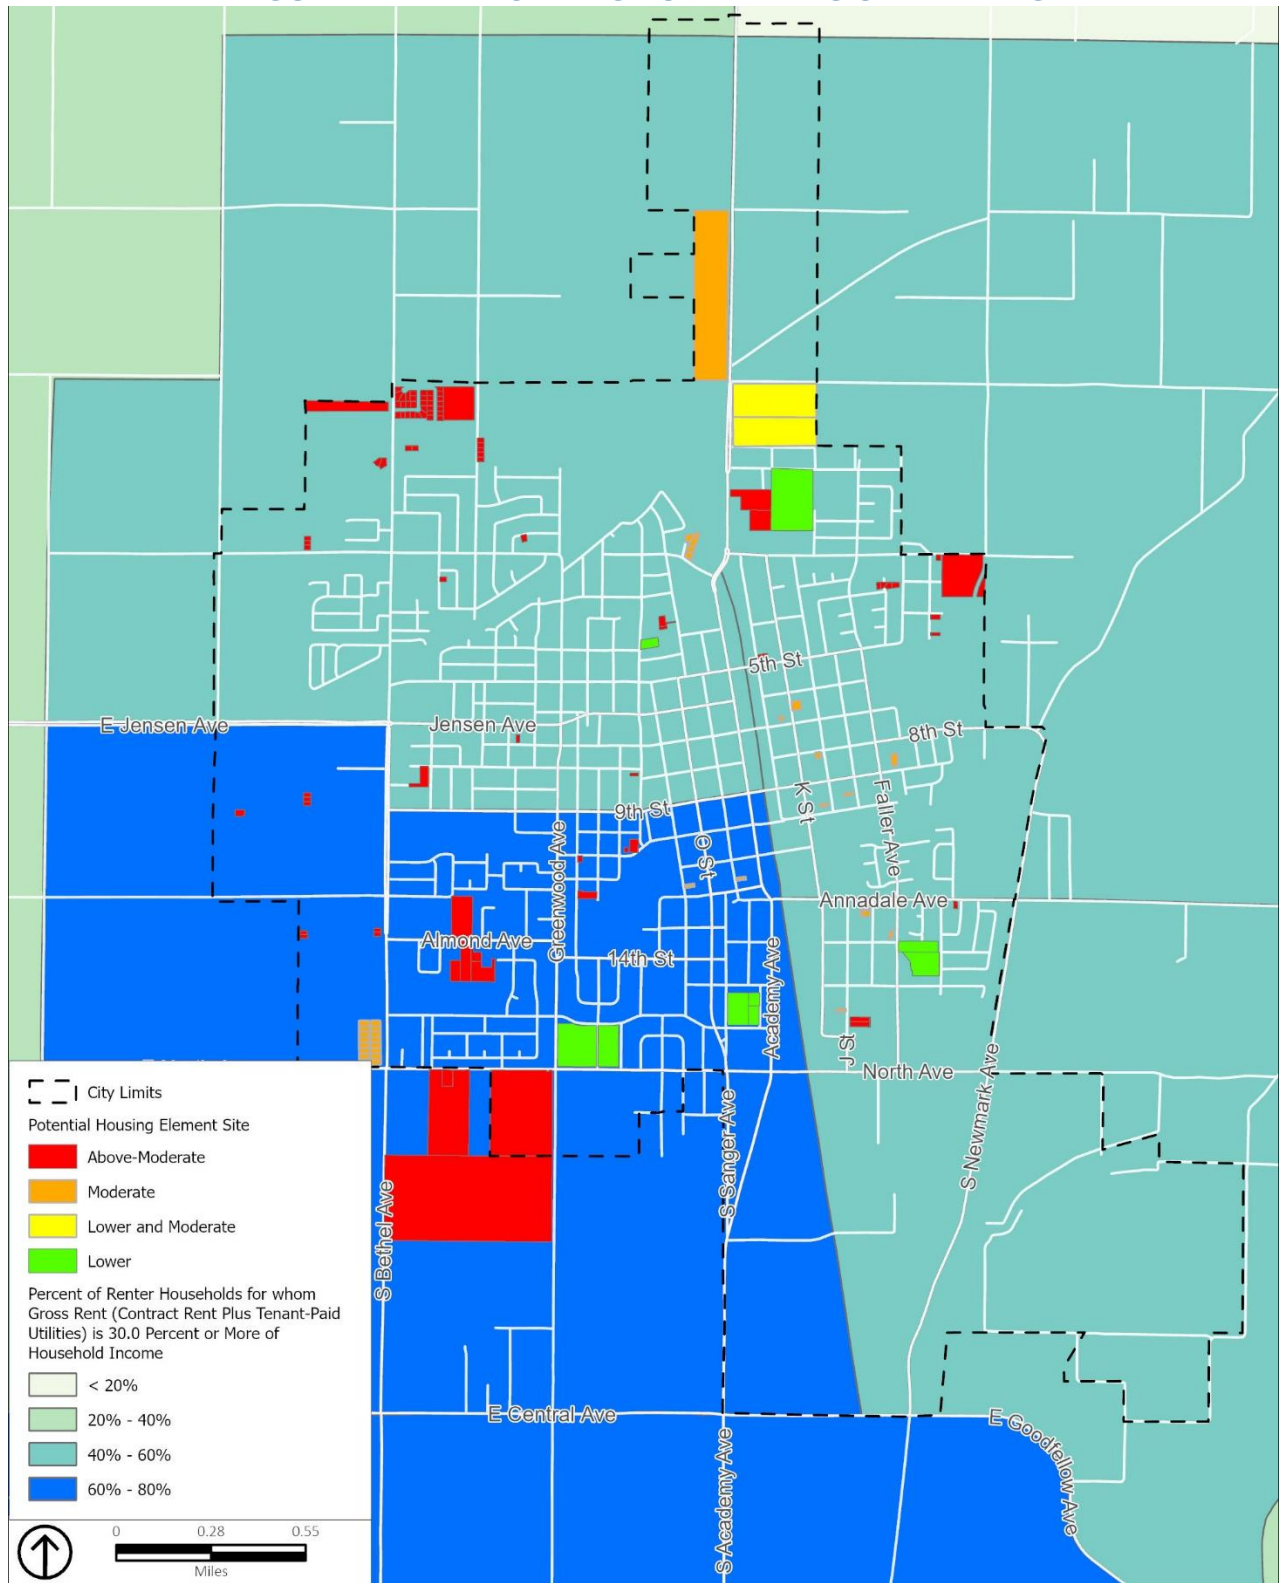 5th St
E Jensen Ave
Jensen Ave
8th St
K St
Faller Ave
9th St
O St
Greenwood Ave
Annadale Ave
Almond Ave
14th St
Academy Ave
J St
North Ave
S Newmark Ave
S Sanger Ave
S Bethel Ave
E Central Ave
E Goodfellow Ave
S Academy Ave
City Limits
Potential Housing Element Site
Above-Moderate
Moderate
Lower and Moderate
Lower
Percent of Renter Households for whom
Gross Rent (Contract Rent Plus Tenant-Paid
Utilities) is 30.0 Percent or More of
Household Income
< 20%
20% - 40%
40% - 60%
60% - 80%
0 0.28 0.55
Miles